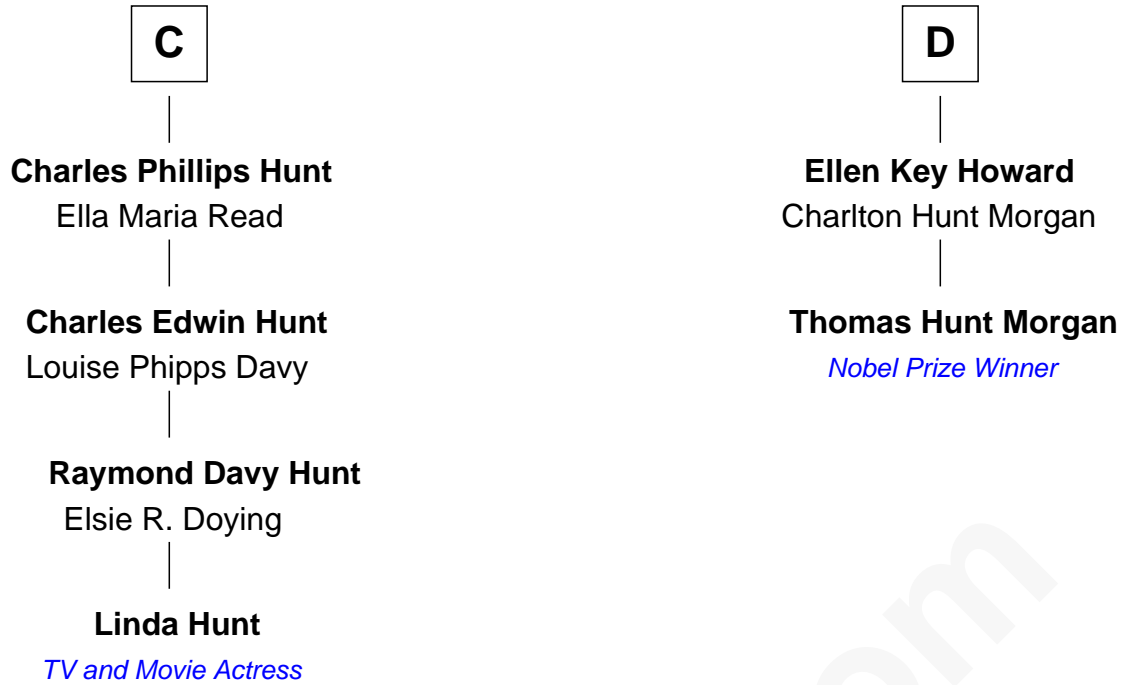 C
Charles Phillips Hunt
Ella Maria Read
Charles Edwin Hunt
Louise Phipps Davy
Raymond Davy Hunt
Elsie R. Doying
Linda Hunt
TV and Movie Actress
D
Ellen Key Howard
Charlton Hunt Morgan
Thomas Hunt Morgan
Nobel Prize Winner